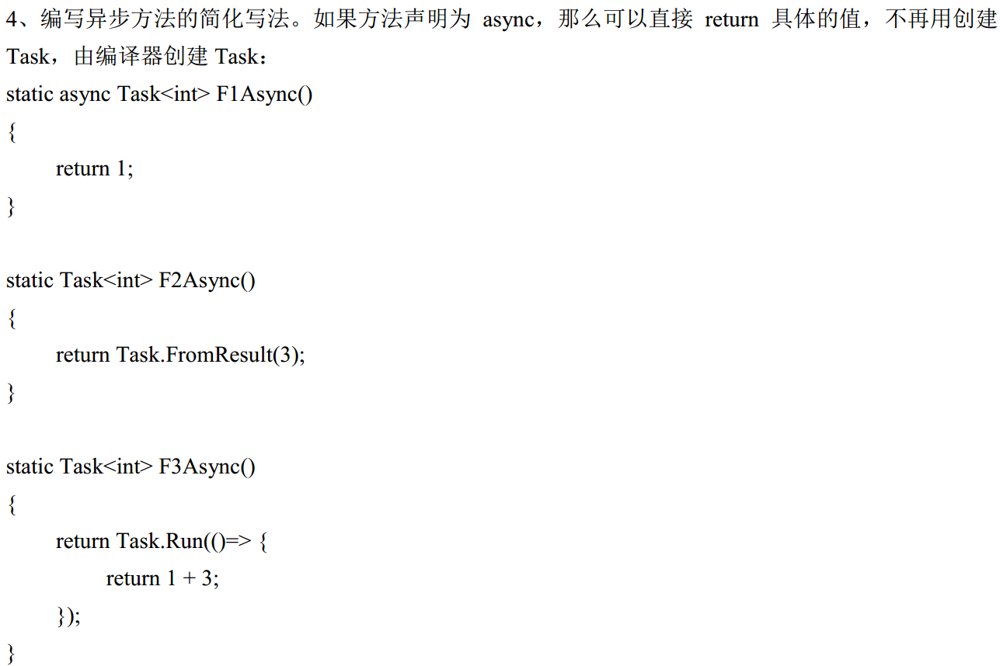 4、编写异步方法的简化写法。如果方法声明为 async，那么可以直接 return 具体的值，不再用创建
Task，由编译器创建 Task：
static async Task<int> F1Async()
{
return 1;
}
static Task<int> F2Async()
{
return Task.FromResult(3);
}
static Task<int> F3Async()
{
return Task.Run(()=> {
return 1 + 3;
});
}